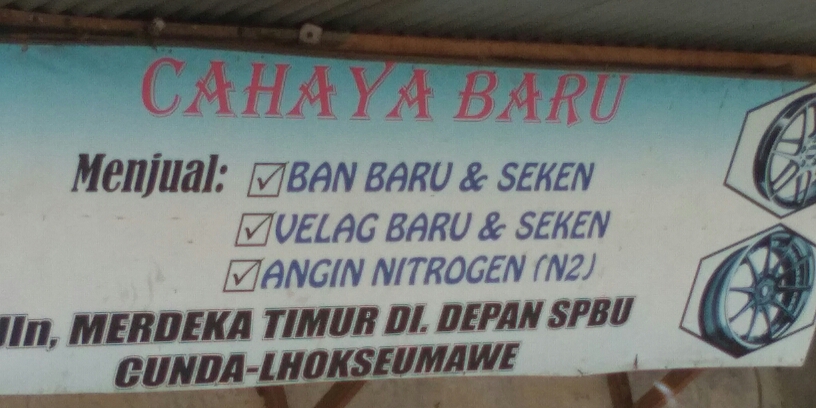 CAHAYA BARU
Menjual: BAN BARU & SEKEN
VELAG BARU & SEKEN
ANGIN NITROGEN (N2)
Jln, MERDEKA TIMUR DI. DEPAN SPBU
CUNDA-LHOKSEUMAWE